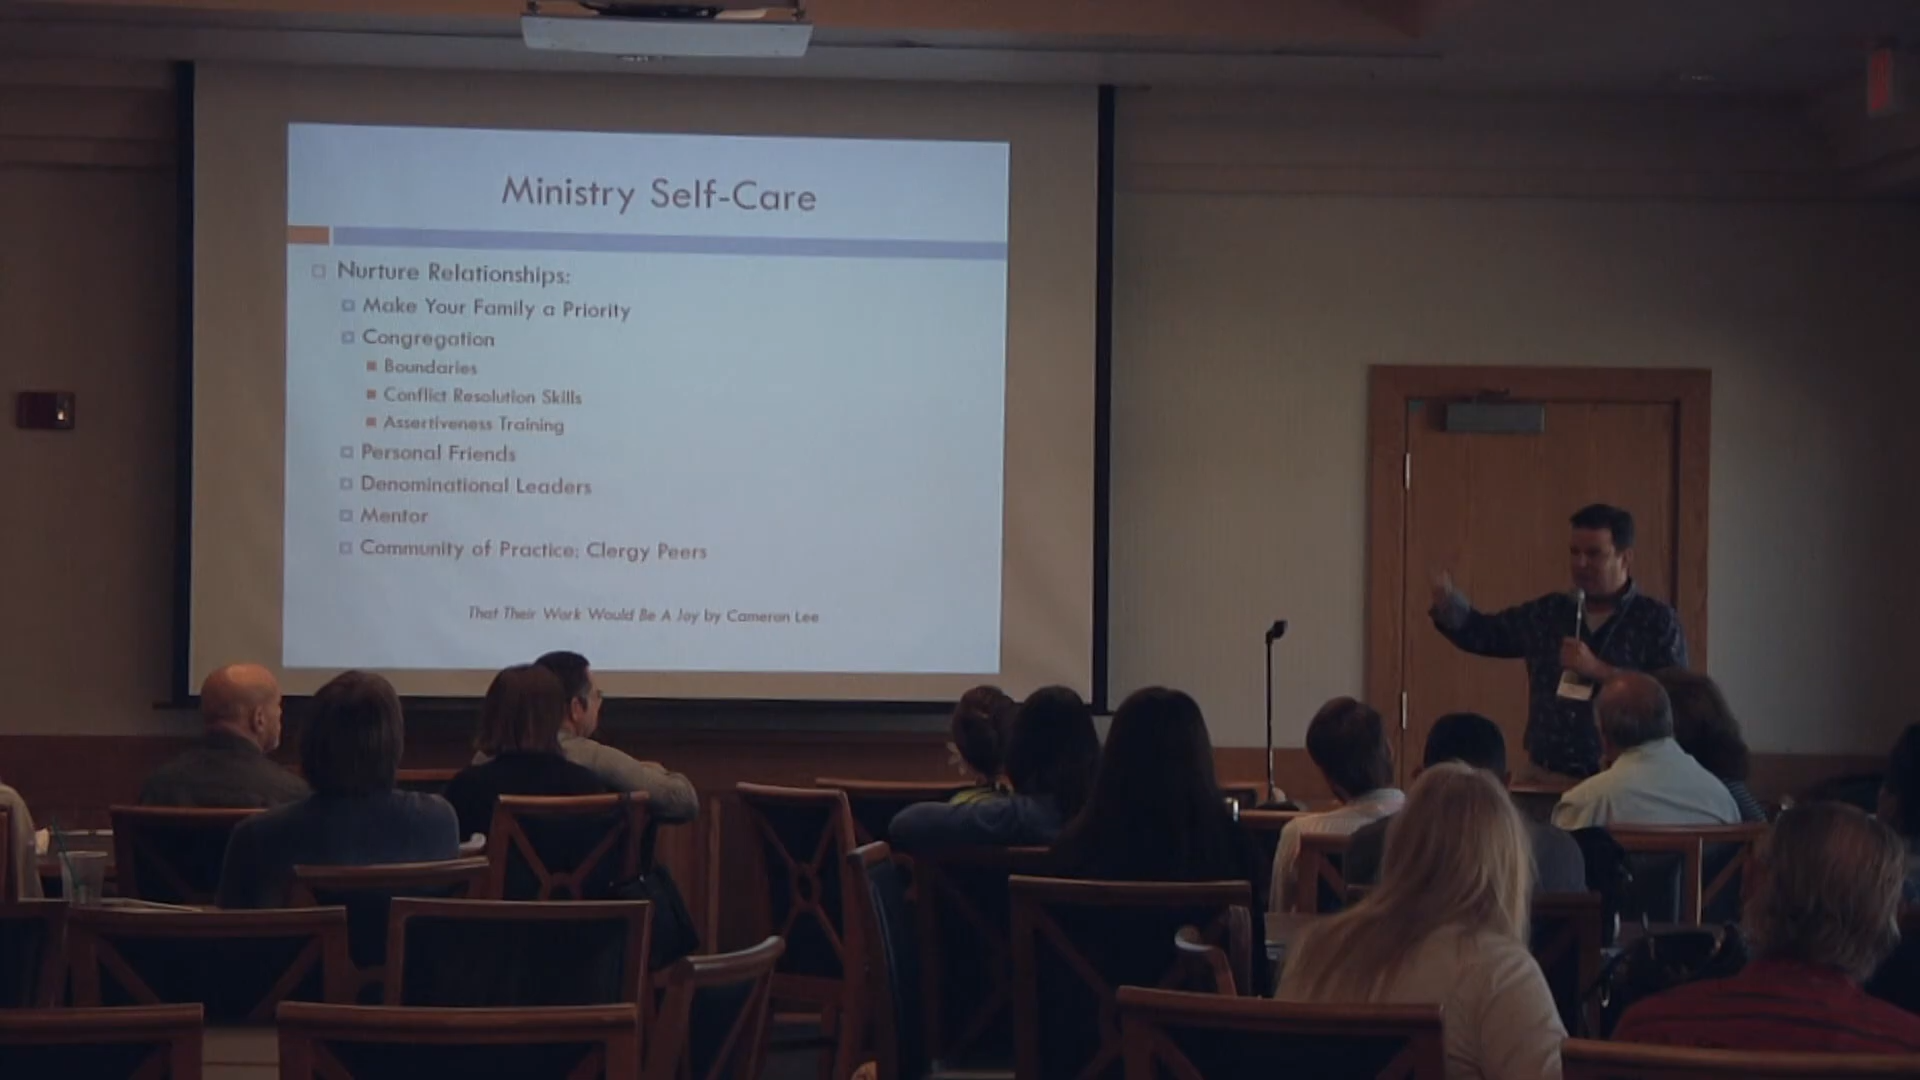 Ministry Self-Care
Nurture Relationships:
Make Your Family a Priority
Congregation
Boundaries
Conflict Resolution Skills
Assertiveness Training
Personal Friends
Denominational Leaders
Mentor
Community of Practice: Clergy Peers
That Their Work Would Be A Joy by Cameron Lee